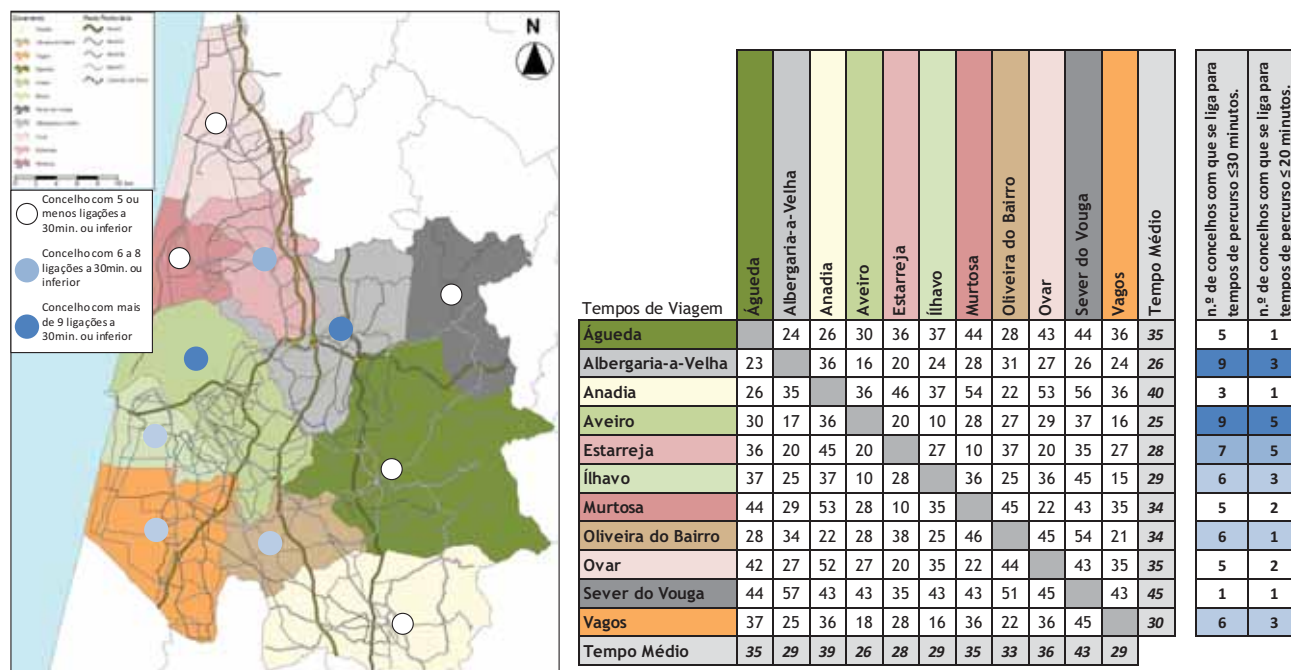 N
Concelho com 5 ou
menos ligações a
30min. ou inferior
Concelho com 6 a 8
ligações a 30min. ou
inferior
Concelho com mais
de 9 ligações a
30min. ou inferior
Tempos de Viagem Águeda Albergaria-a-Velha Anadia Aveiro Estarreja Ílhavo Murtosa Oliveira do Bairro Ovar Sever do Vouga Vagos Tempo Médio
n.º de concelhos com que se liga para
tempos de percurso ≤30 minutos.
n.º de concelhos com que se liga para
tempos de percurso ≤ 20 minutos.
Águeda 24 26 30 36 37 44 28 43 44 36 35 5 1
Albergaria-a-Velha 23 36 16 20 24 28 31 27 26 24 26 9 3
Anadia 26 35 36 46 37 54 22 53 56 36 40 3 1
Aveiro 30 17 36 20 10 28 27 29 37 16 25 9 5
Estarreja 36 20 45 20 27 10 37 20 35 27 28 7 5
Ílhavo 37 25 37 10 28 36 25 36 45 15 29 6 3
Murtosa 44 29 53 28 10 35 45 22 43 35 34 5 2
Oliveira do Bairro 28 34 22 28 38 25 46 45 54 21 34 6 1
Ovar 42 27 52 27 20 35 22 44 43 35 35 5 2
Sever do Vouga 44 57 43 43 35 43 43 51 45 43 45 1 1
Vagos 37 25 36 18 28 16 36 22 36 45 30 6 3
Tempo Médio 35 29 39 26 28 29 35 33 36 43 29